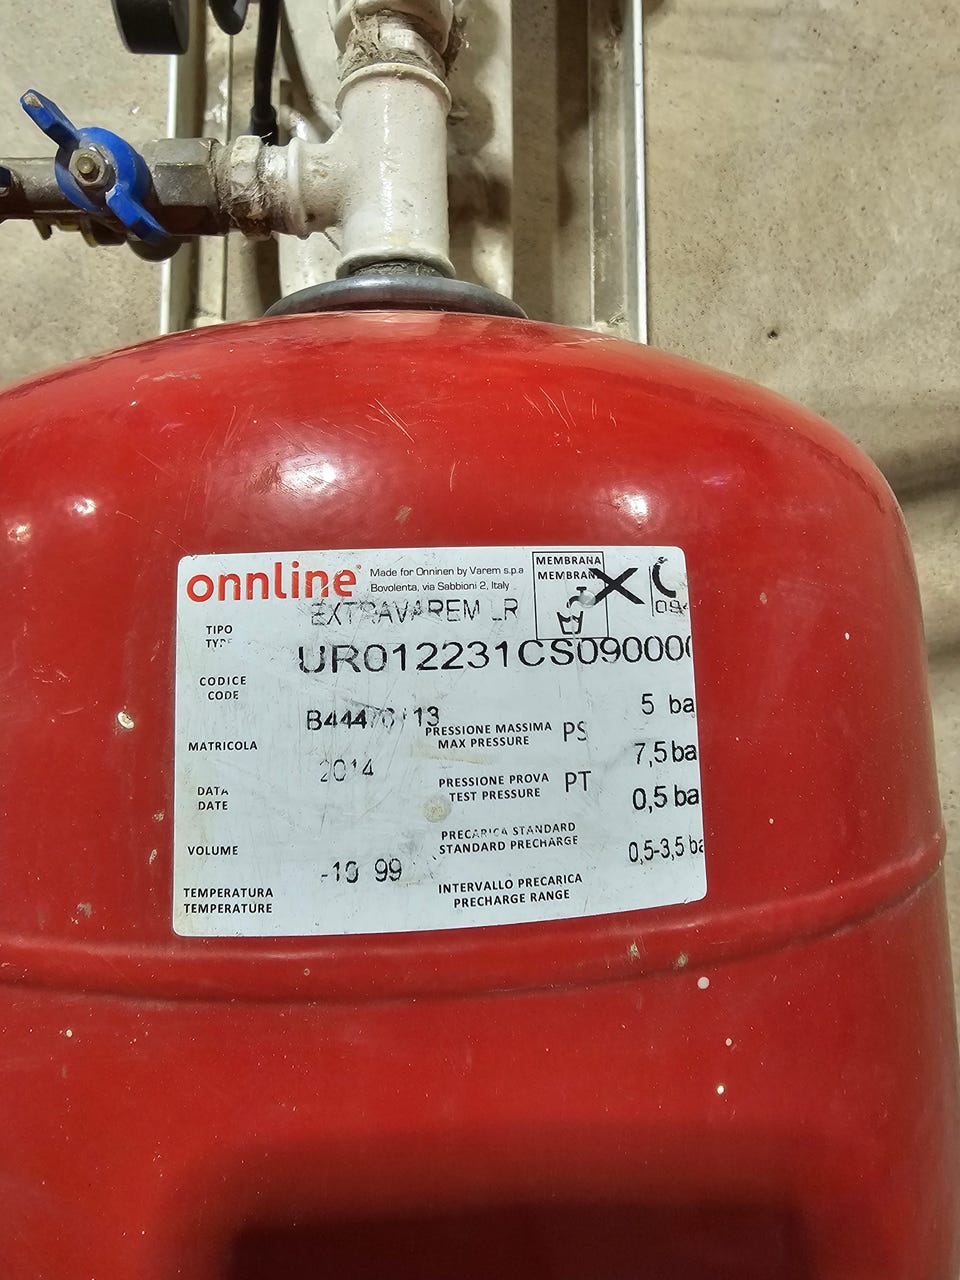 onnline
Made for Onninen by Varem s.p.a
Bovolenta, via Sabbioni 2, Italy
MEMBRANA
EXTRAVAREM LR
TIPO
TYPE
UR012231CS090000
CODICE
CODE
MATRICOLA
2014
DATA
DATE
VOLUME
-10 99
TEMPERATURA
TEMPERATURE
PRESSIONE MASSIMA PS 5 ba
MAX PRESSURE
PRESSIONE PROVA PT 7,5 ba
TEST PRESSURE
PRECARICA STANDARD 0,5 ba
STANDARD PRECHARGE
INTERVALLO PRECARICA 0,5-3,5 ba
PRECHARGE RANGE